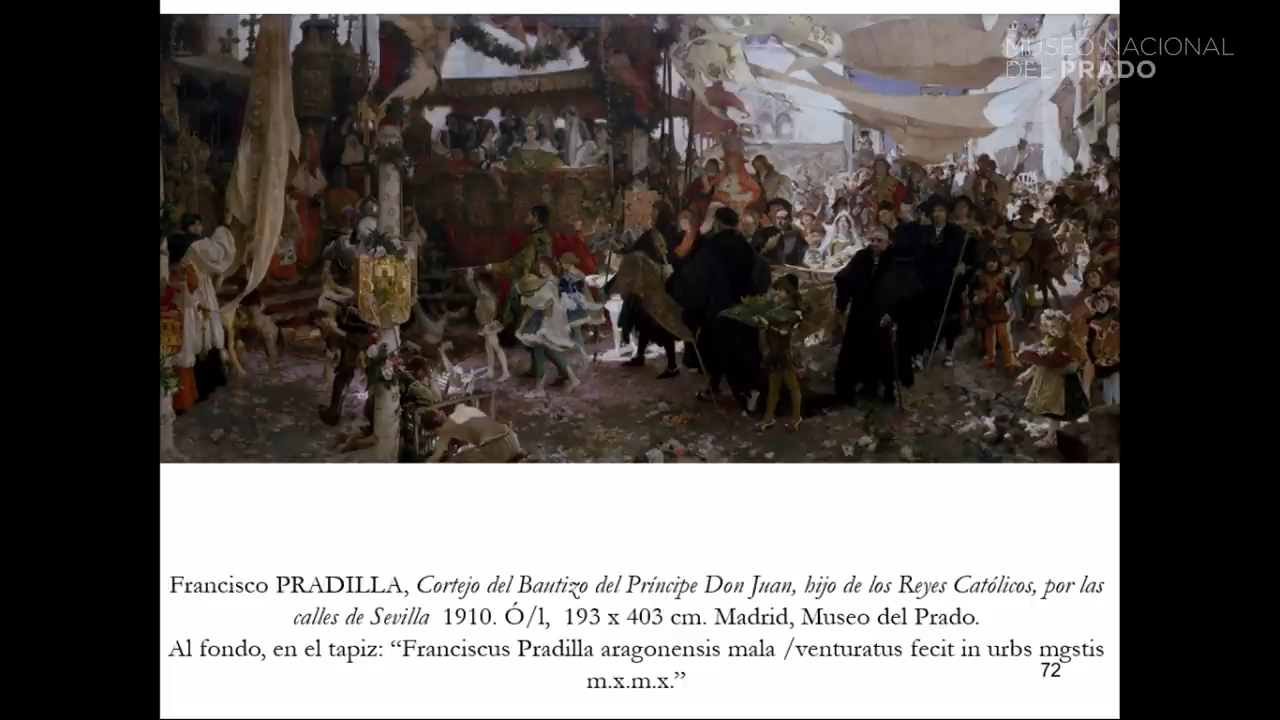 MUSEO NACIONAL
DEL PRADO
Francisco PRADILLA, Cortejo del Bautizo del Príncipe Don Juan, hijo de los Reyes Católicos, por las
calles de Sevilla 1910. Ó/l, 193 x 403 cm. Madrid, Museo del Prado.
Al fondo, en el tapiz: “Franciscus Pradilla aragonensis mala /venturatus fecit in urbs mgstis
m.x.m.x.”
72